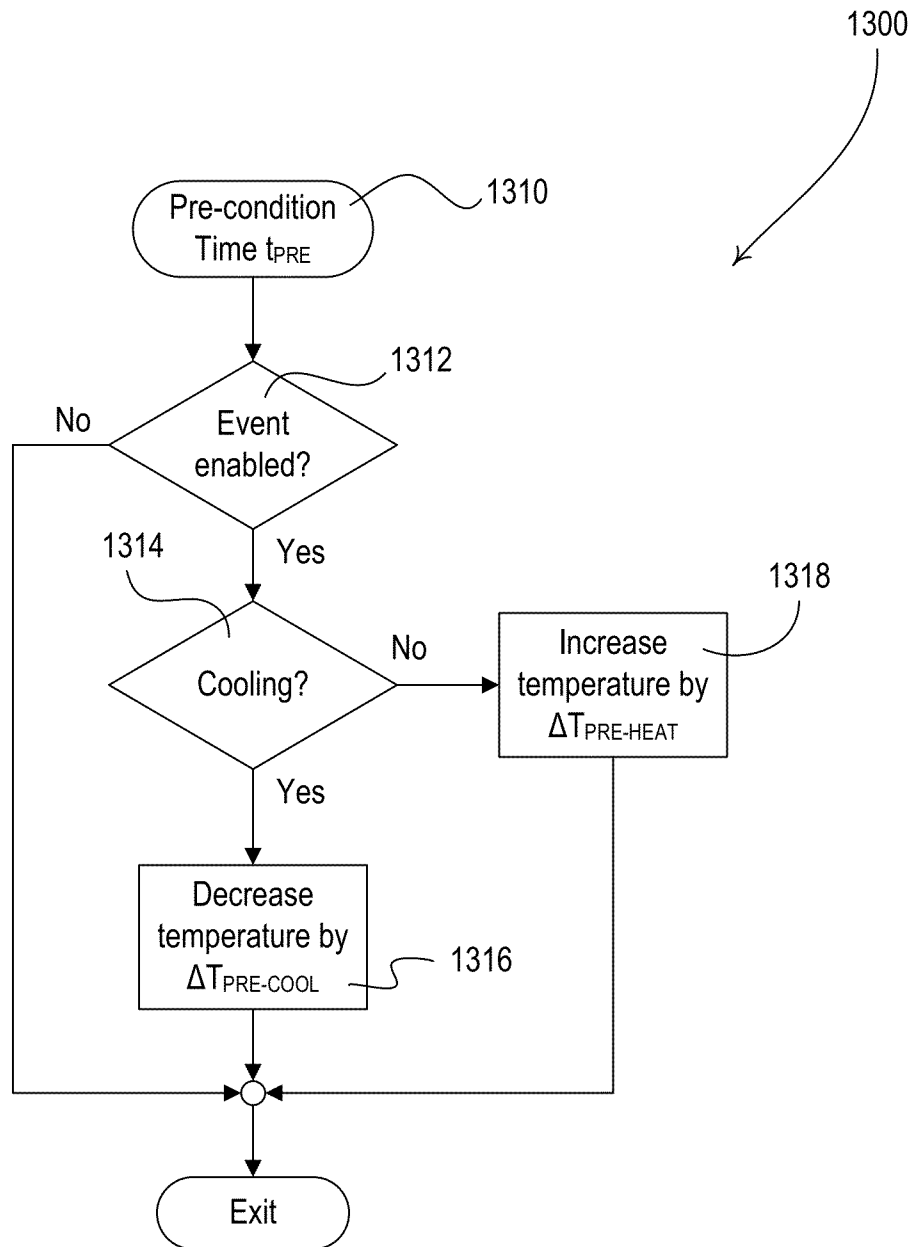 1300
Pre-condition
Time tPRE
1310
1312
No
Event
enabled?
1314
Yes
1318
Cooling?
No
Increase
temperature by
ΔTPRE-HEAT
Yes
Decrease
temperature by
ΔTPRE-COOL
1316
Exit